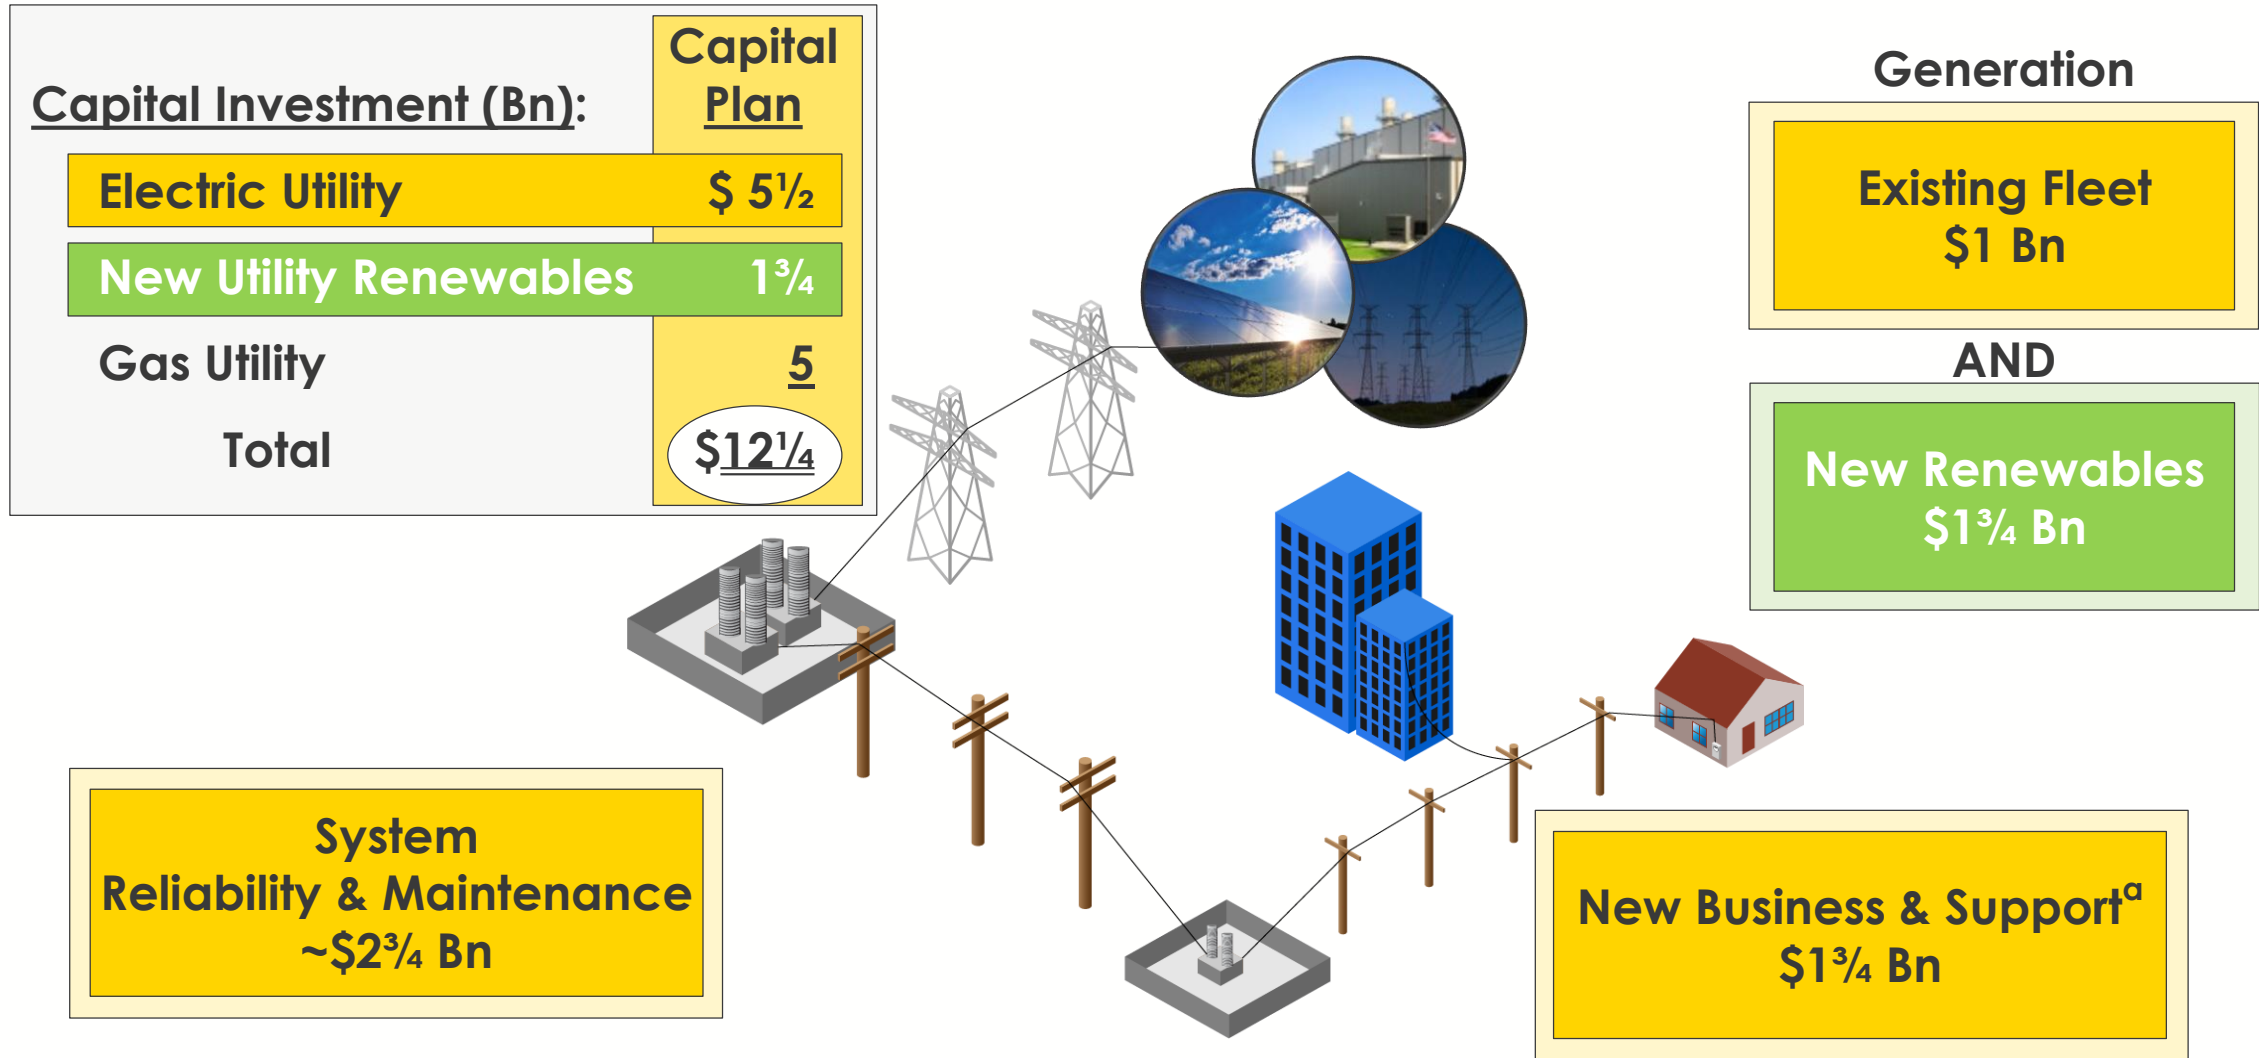 Capital
Plan
Capital Investment (Bn):
Electric Utility $ 5½
New Utility Renewables 1¾
Gas Utility 5
Total $12¼
Generation
Existing Fleet
$1 Bn
AND
New Renewables
$1¾ Bn
System
Reliability & Maintenance
~$2¾ Bn
New Business & Supportᵃ
$1¾ Bn